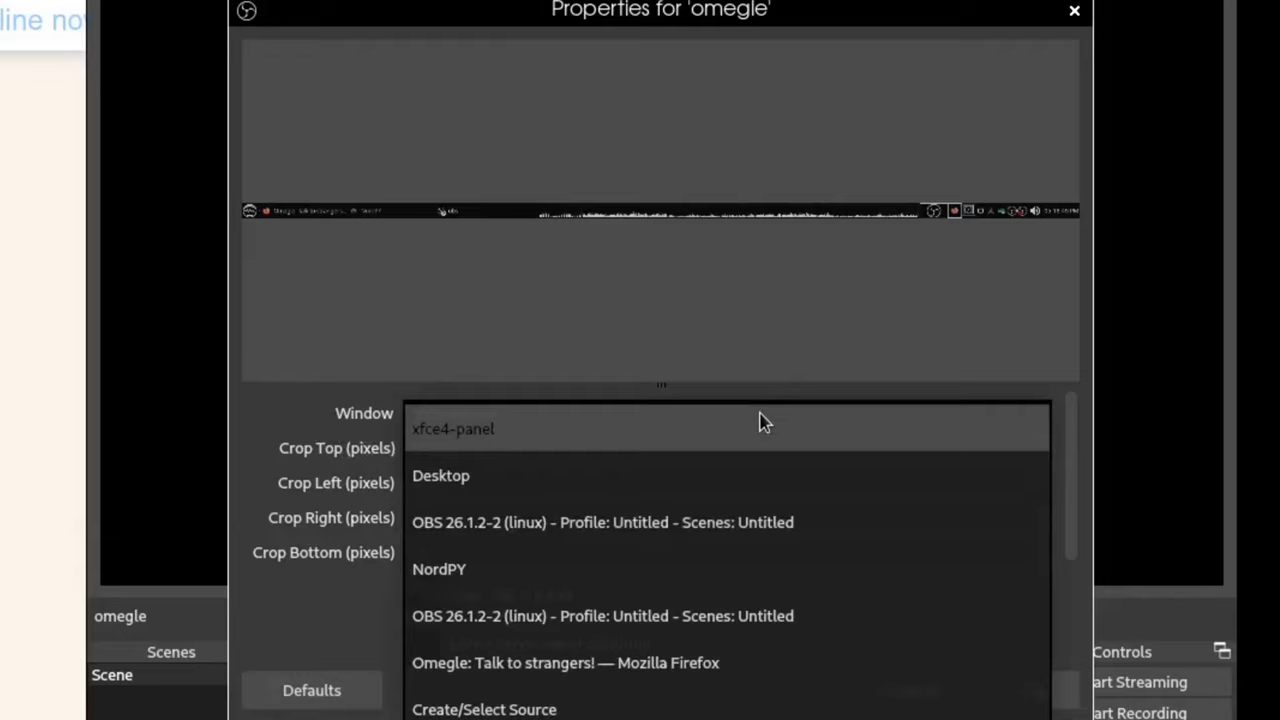 line no
Properties for 'omegle'
Window
xfce4-panel
Crop Top (pixels)
Desktop
Crop Left (pixels)
Crop Right (pixels)
OBS 26.1.2-2 (linux) - Profile: Untitled - Scenes: Untitled
Crop Bottom (pixels)
NordPY
OBS 26.1.2-2 (linux) - Profile: Untitled - Scenes: Untitled
Omegle: Talk to strangers! — Mozilla Firefox
Create/Select Source
Defaults
omegle
Scenes
Scene
Controls
art Streaming
art Recording